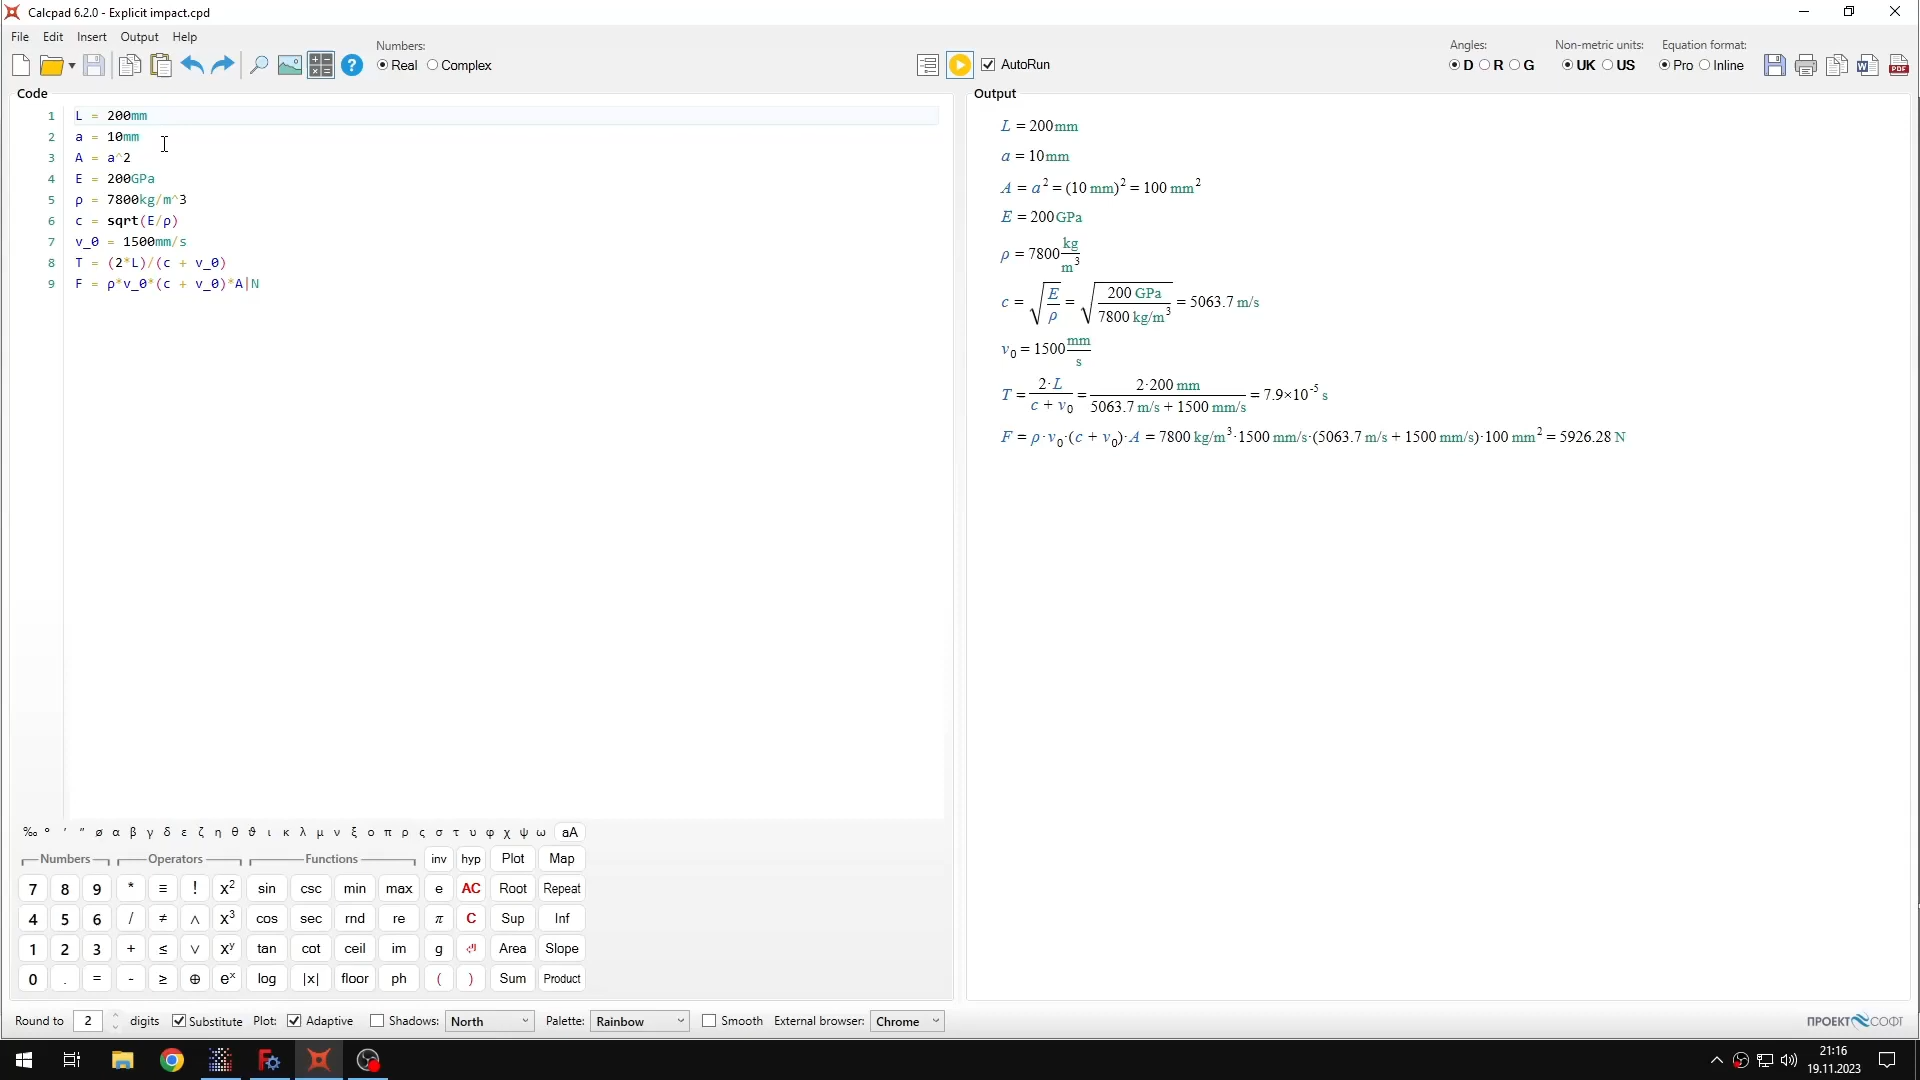 Calcpad 6.2.0 - Explicit impact.cpd
File Edit Insert Output Help
Numbers:
Real Complex
AutoRun
Angles: Non-metric units: Equation format:
D R G UK US Pro Inline
Code
1 L = 200mm
2 a = 10mm
3 A = a^2
4 E = 200GPa
5 ρ = 7800kg/m^3
6 c = sqrt(E/ρ)
7 v_0 = 1500mm/s
8 T = (2*L)/(c + v_0)
9 F = ρ*v_0*(c + v_0)*A|N
Output
L = 200mm
a = 10mm
A = a² = (10 mm)² = 100 mm²
E = 200GPa
ρ = 7800 kg/m³
c = √(E/ρ) = √(200 GPa/7800 kg/m³) = 5063.7 m/s
v₀ = 1500 mm/s
T = 2·L/(c + v₀) = 2·200 mm/(5063.7 m/s + 1500 mm/s) = 7.9×10⁻⁵ s
F = ρ·v₀·(c + v₀)·A = 7800 kg/m³·1500 mm/s·(5063.7 m/s + 1500 mm/s)·100 mm² = 5926.28 N
‰ ° ′ ″ ø α β γ δ ε ζ η θ ϑ ι κ λ μ ν ξ ο π ρ ς σ τ υ φ χ ψ ω aA
Numbers Operators Functions inv hyp Plot Map
7 8 9 * ≡ ! x² sin csc min max e AC Root Repeat
4 5 6 / ≠ ∧ x³ cos sec rnd re π C Sup Inf
1 2 3 + ≤ ∨ xʸ tan cot ceil im g Area Slope
0 . = - ≥ ⊕ eˣ log |x| floor ph ( ) Sum Product
Round to 2 digits Substitute Plot: Adaptive Shadows: North Palette: Rainbow Smooth External browser: Chrome
ПРОЕКТ СОФТ
21:16
19.11.2023